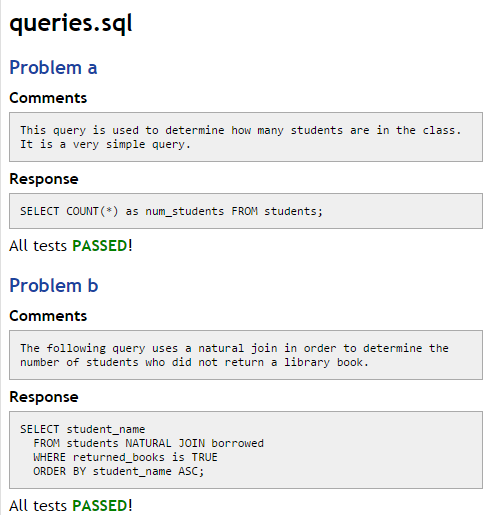 queries.sql
Problem a
Comments
This query is used to determine how many students are in the class.
It is a very simple query.
Response
SELECT COUNT(*) as num_students FROM students;
All tests PASSED!
Problem b
Comments
The following query uses a natural join in order to determine the
number of students who did not return a library book.
Response
SELECT student_name
  FROM students NATURAL JOIN borrowed
  WHERE returned_books is TRUE
  ORDER BY student_name ASC;
All tests PASSED!